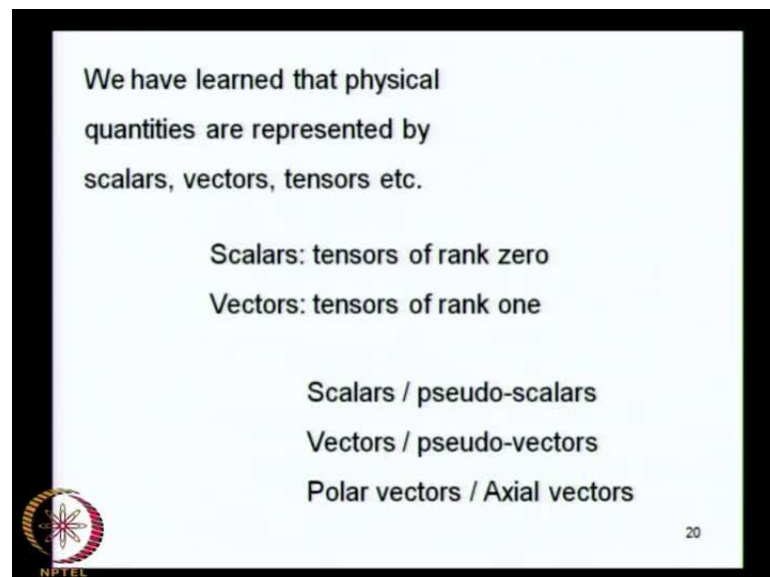 We have learned that physical
quantities are represented by
scalars, vectors, tensors etc.
Scalars: tensors of rank zero
Vectors: tensors of rank one
Scalars / pseudo-scalars
Vectors / pseudo-vectors
Polar vectors / Axial vectors
20
NPTEL